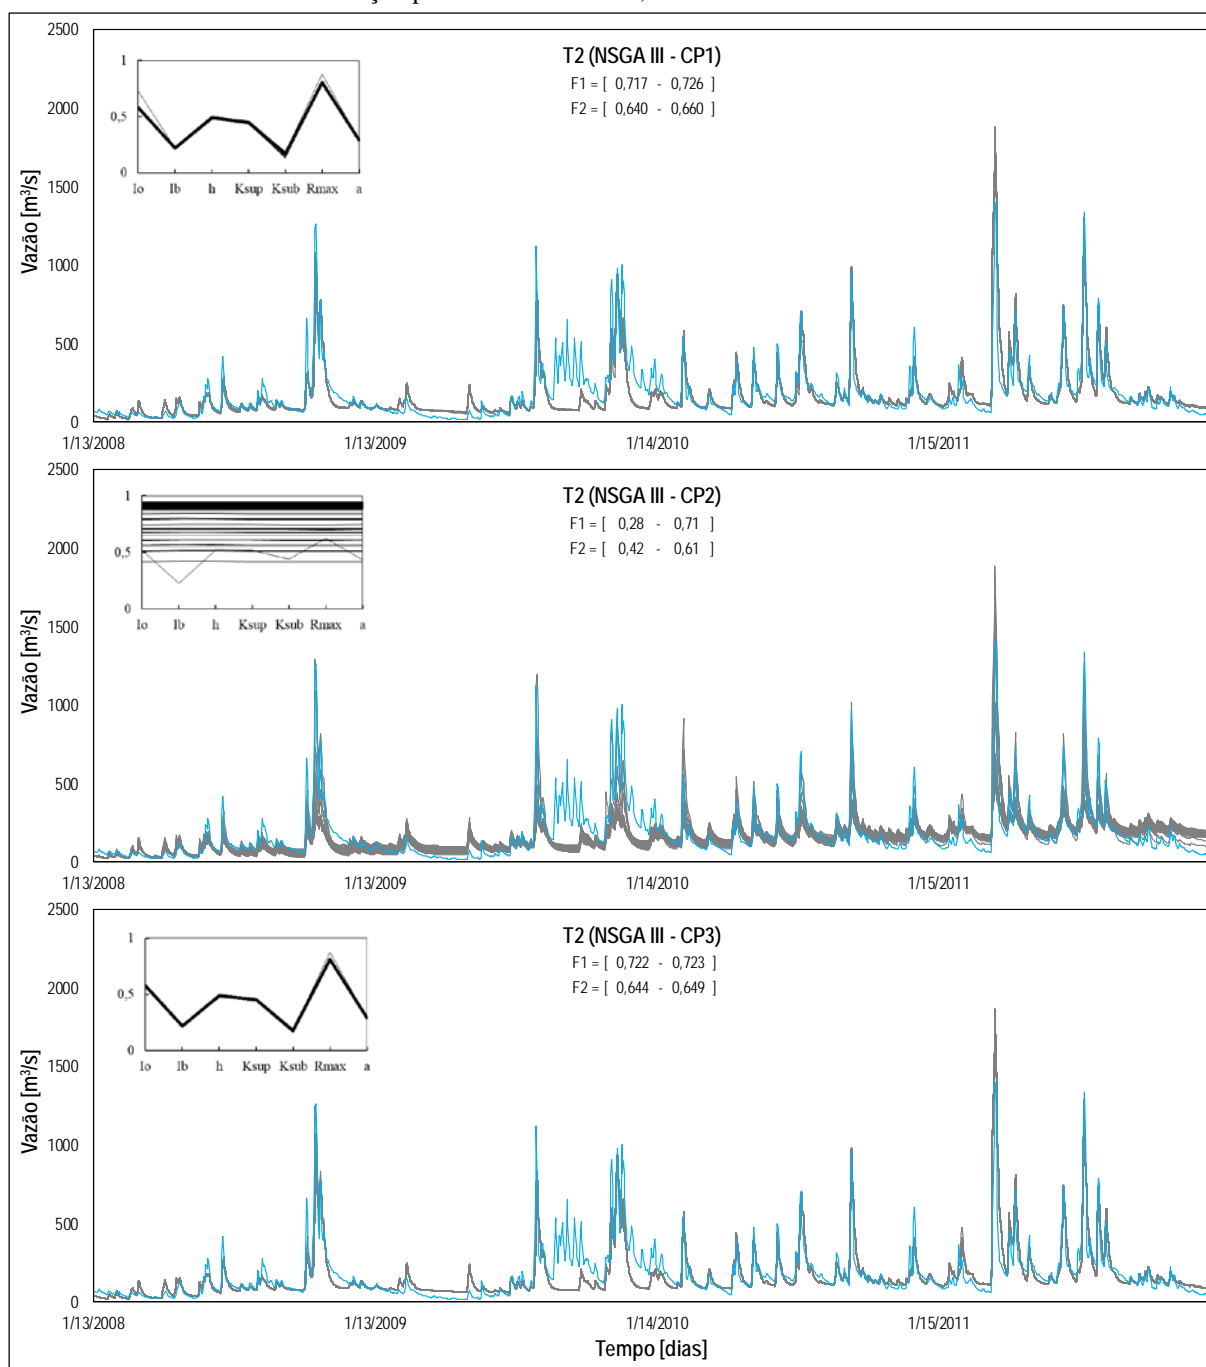 2500
T2 (NSGA III - CP1)
F1 = [ 0,717 - 0,726 ]
F2 = [ 0,640 - 0,660 ]
1
0,5
0
Io Ib h Ksup Ksub Rmax a
2000
1500
1000
500
0
Vazão [m³/s]
1/13/2008 1/13/2009 1/14/2010 1/15/2011
2500
T2 (NSGA III - CP2)
F1 = [ 0,28 - 0,71 ]
F2 = [ 0,42 - 0,61 ]
1
0,5
0
Io Ib h Ksup Ksub Rmax a
2000
1500
1000
500
0
Vazão [m³/s]
1/13/2008 1/13/2009 1/14/2010 1/15/2011
2500
T2 (NSGA III - CP3)
F1 = [ 0,722 - 0,723 ]
F2 = [ 0,644 - 0,649 ]
1
0,5
0
Io Ib h Ksup Ksub Rmax a
2000
1500
1000
500
0
Vazão [m³/s]
1/13/2008 1/13/2009 1/14/2010 1/15/2011
Tempo [dias]